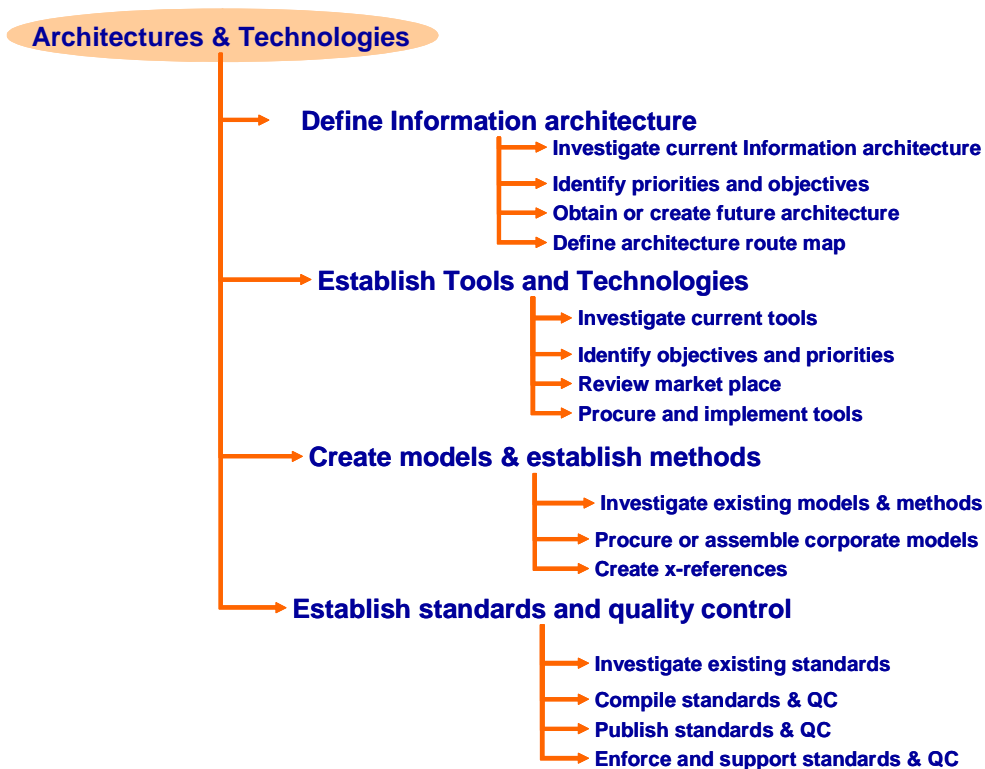 Architectures & Technologies
Define Information architecture
Investigate current Information architecture
Identify priorities and objectives
Obtain or create future architecture
Define architecture route map
Establish Tools and Technologies
Investigate current tools
Identify objectives and priorities
Review market place
Procure and implement tools
Create models & establish methods
Investigate existing models & methods
Procure or assemble corporate models
Create x-references
Establish standards and quality control
Investigate existing standards
Compile standards & QC
Publish standards & QC
Enforce and support standards & QC